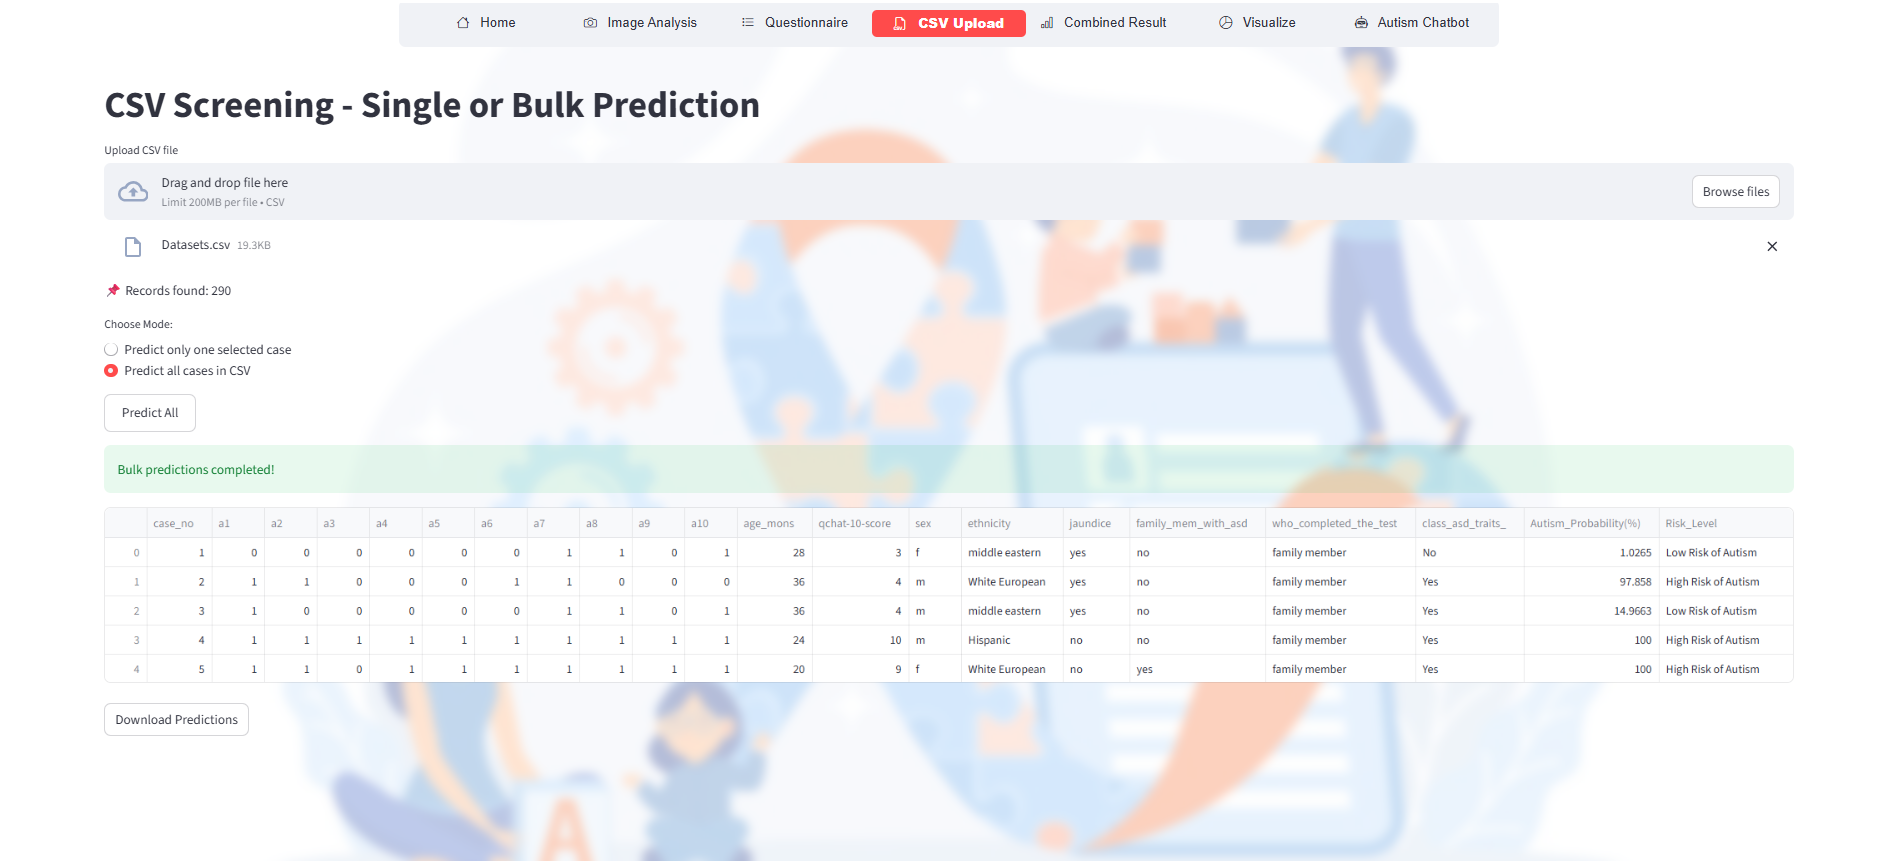 Home Image Analysis Questionnaire CSV Upload Combined Result Visualize Autism Chatbot
CSV Screening - Single or Bulk Prediction
Upload CSV file
Drag and drop file here
Limit 200MB per file • CSV
Browse files
Datasets.csv 19.3KB
Records found: 290
Choose Mode:
Predict only one selected case
Predict all cases in CSV
Predict All
Bulk predictions completed!
case_no a1 a2 a3 a4 a5 a6 a7 a8 a9 a10 age_mons qchat-10-score sex ethnicity jaundice family_mem_with_asd who_completed_the_test class_asd_traits_ Autism_Probability(%) Risk_Level
0 1 0 0 0 0 0 0 1 1 0 1 28 3 f middle eastern yes no family member No 1.0265 Low Risk of Autism
1 2 1 1 0 0 0 1 1 0 0 0 36 4 m White European yes no family member Yes 97.858 High Risk of Autism
2 3 1 0 0 0 0 0 1 1 0 1 36 4 m middle eastern yes no family member Yes 14.9663 Low Risk of Autism
3 4 1 1 1 1 1 1 1 1 1 1 24 10 m Hispanic no no family member Yes 100 High Risk of Autism
4 5 1 1 0 1 1 1 1 1 1 1 20 9 f White European no yes family member Yes 100 High Risk of Autism
Download Predictions
A